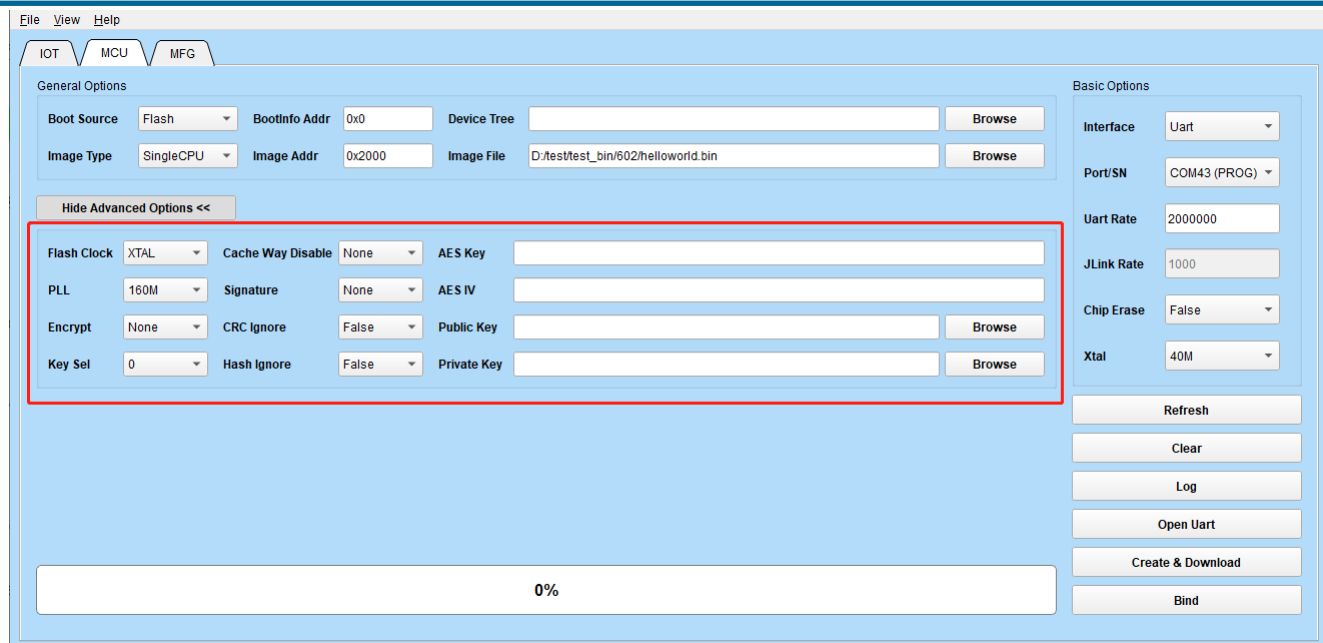 File View Help
IOT MCU MFG
General Options
Boot Source Flash BootInfo Addr 0x0 Device Tree Browse
Image Type SingleCPU Image Addr 0x2000 Image File D:/test/test_bin/602/helloworld.bin Browse
Hide Advanced Options <<
Flash Clock XTAL Cache Way Disable None AES Key
PLL 160M Signature None AES IV
Encrypt None CRC Ignore False Public Key Browse
Key Sel 0 Hash Ignore False Private Key Browse
0%
Basic Options
Interface Uart
Port/SN COM43 (PROG)
Uart Rate 2000000
JLink Rate 1000
Chip Erase False
Xtal 40M
Refresh
Clear
Log
Open Uart
Create & Download
Bind